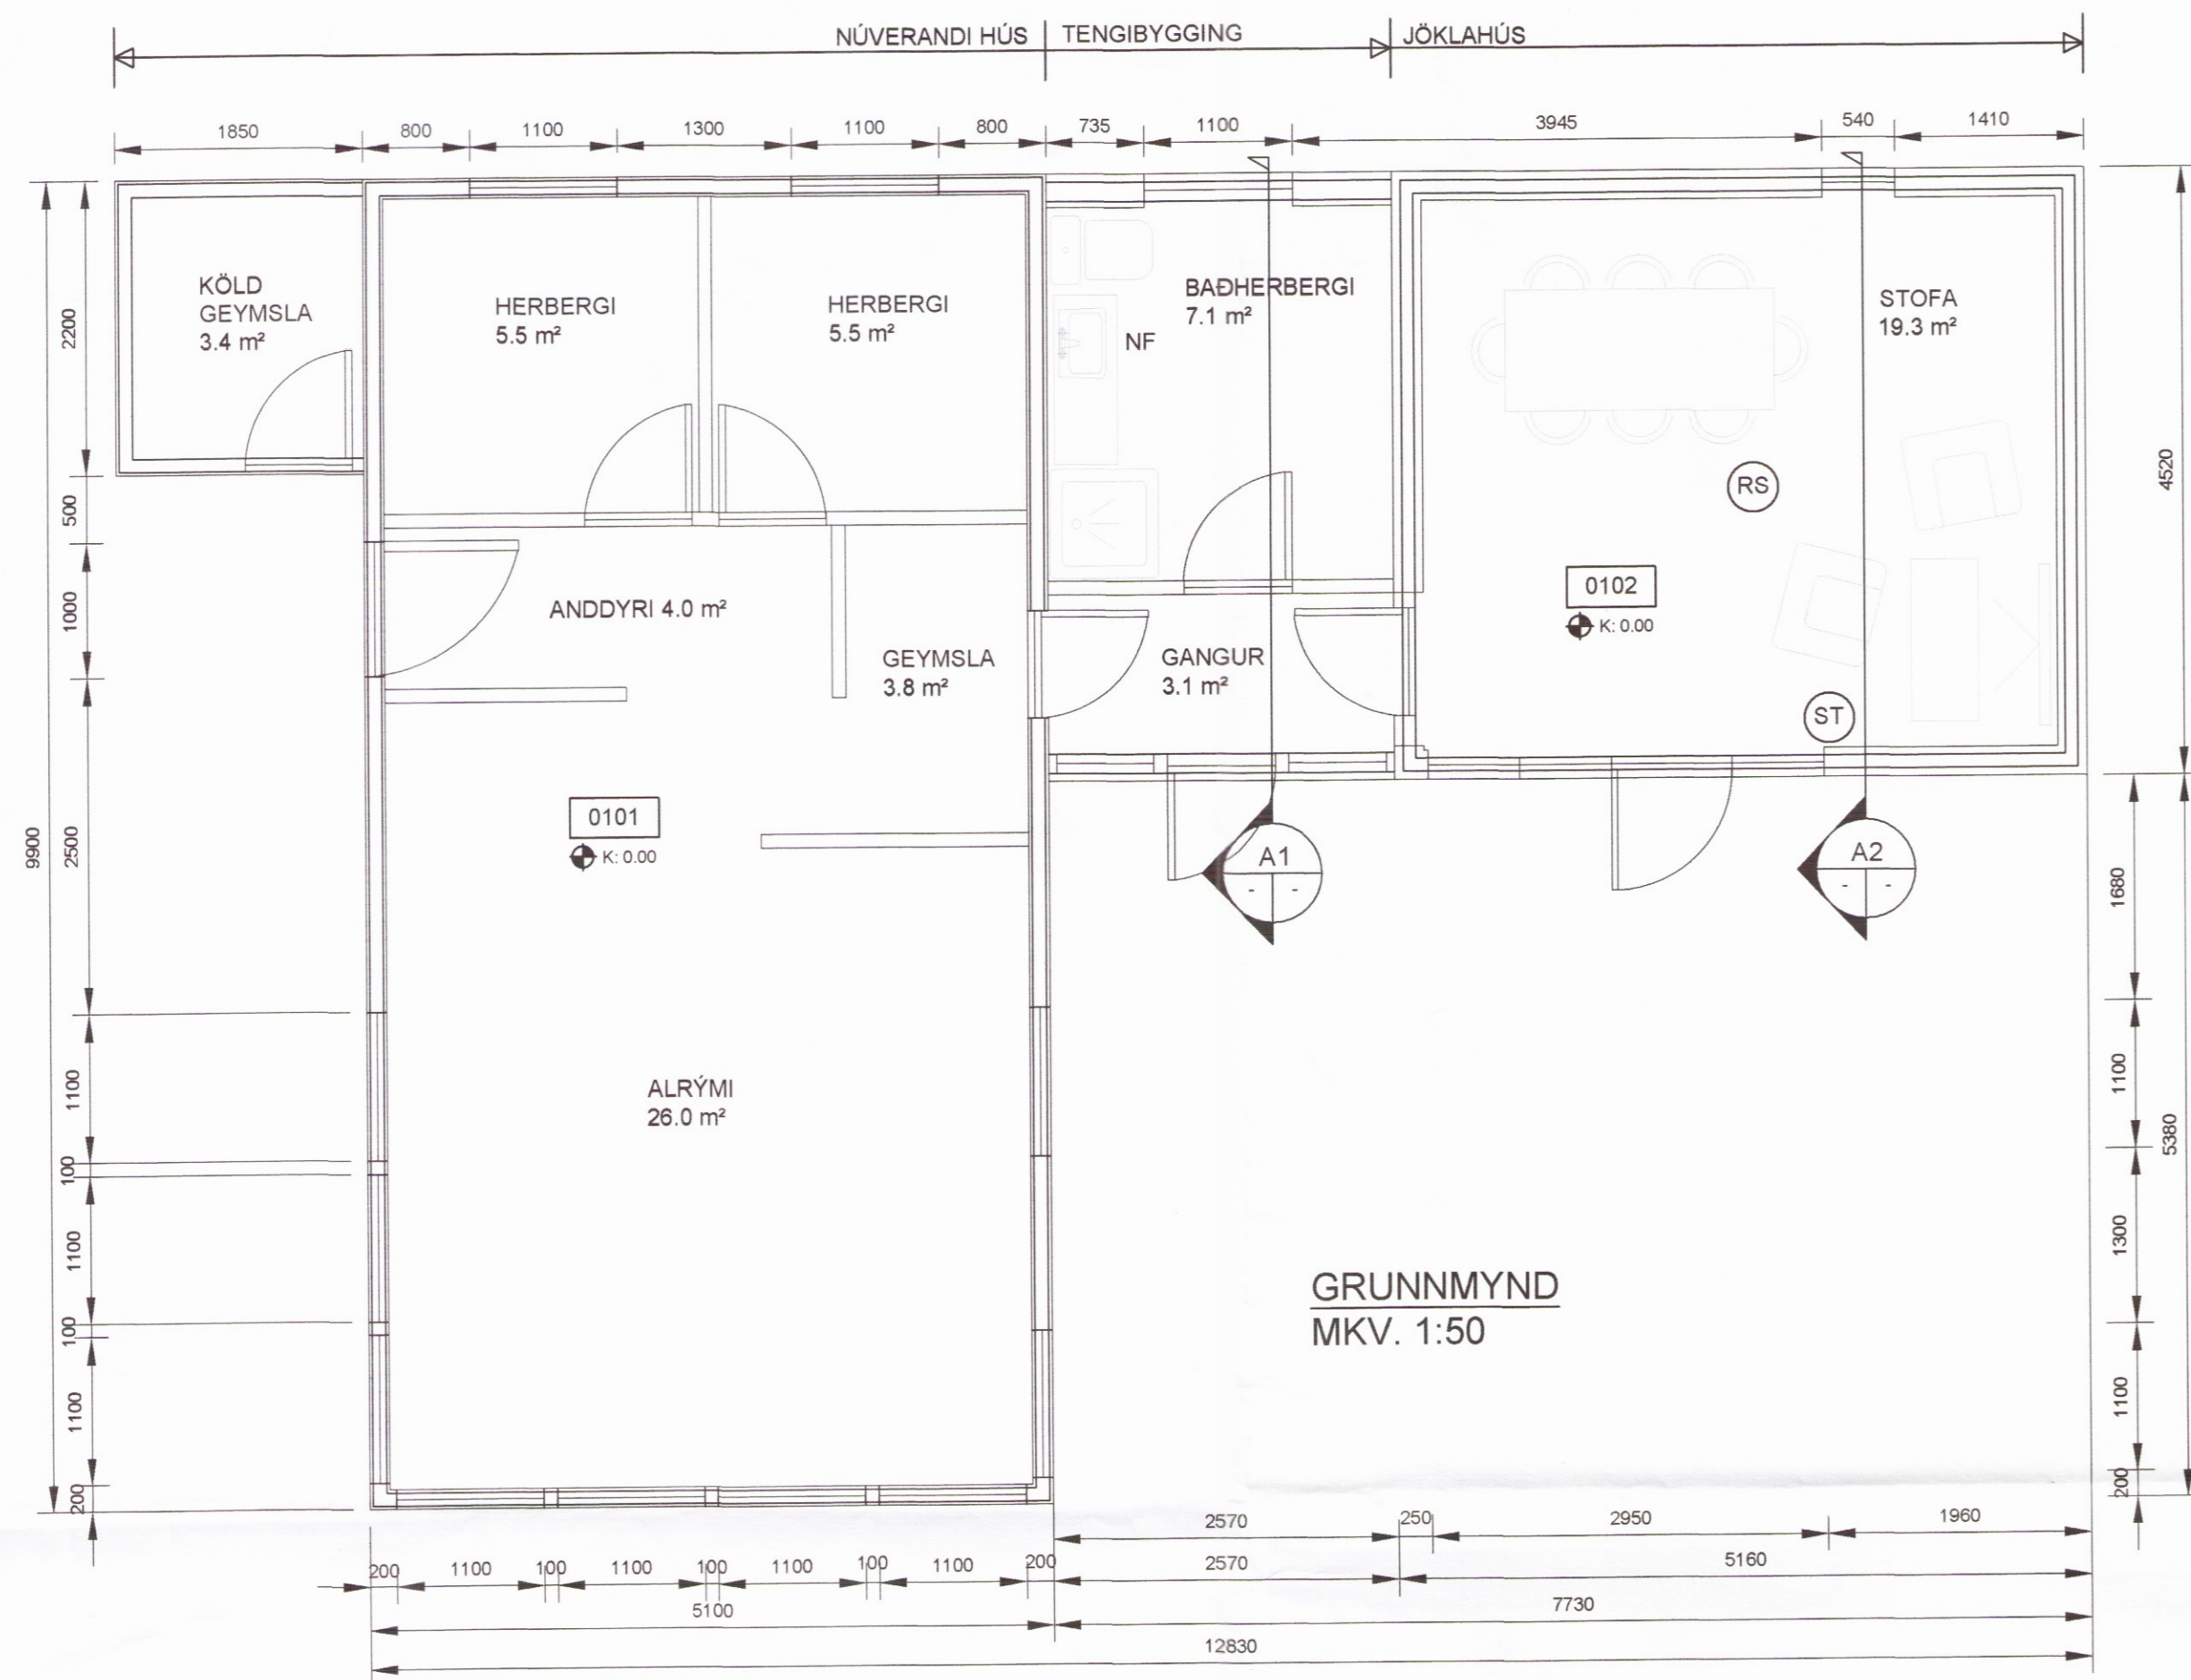 NÚVERANDI HÚS
TENGIBYGGING
JÖKLAHÚS
1850
800
1100
1300
1100
800
735
1100
3945
540
1410
KÖLD
GEYMSLA
3.4 m²
HERBERGI
5.5 m²
HERBERGI
5.5 m²
BAÐHERBERGI
7.1 m²
NF
STOFA
19.3 m²
RS
ANDDYRI 4.0 m²
GEYMSLA
3.8 m²
GANGUR
3.1 m²
0102
K: 0.00
ST
0101
K: 0.00
A1
- -
A2
- -
ALRÝMI
26.0 m²
GRUNNMYND
MKV. 1:50
9900
2200
500
1000
2500
1100
100
1100
100
1100
200
4520
5380
1680
1100
1300
1100
200
2570
250
2950
1960
200
1100
100
1100
100
1100
100
1100
200
2570
5160
5100
7730
12830